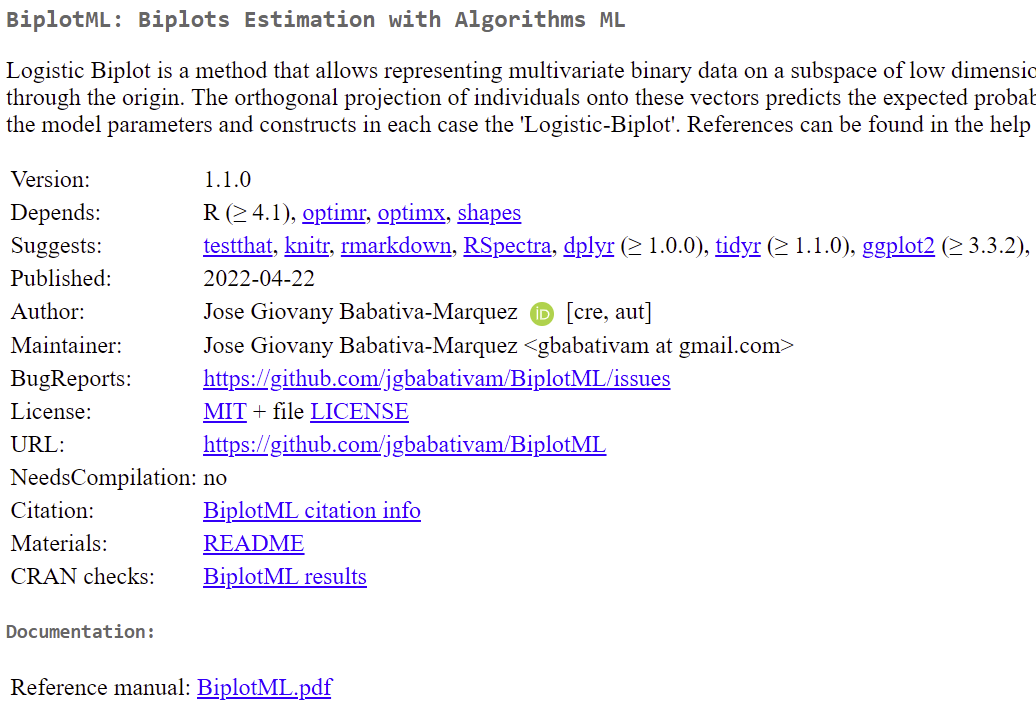 BiplotML: Biplots Estimation with Algorithms ML
Logistic Biplot is a method that allows representing multivariate binary data on a subspace of low dimensio
through the origin. The orthogonal projection of individuals onto these vectors predicts the expected probab
the model parameters and constructs in each case the 'Logistic-Biplot'. References can be found in the help
Version: 1.1.0
Depends: R (≥ 4.1), optimr, optimx, shapes
Suggests: testthat, knitr, rmarkdown, RSpectra, dplyr (≥ 1.0.0), tidyr (≥ 1.1.0), ggplot2 (≥ 3.3.2),
Published: 2022-04-22
Author: Jose Giovany Babativa-Marquez iD [cre, aut]
Maintainer: Jose Giovany Babativa-Marquez <gbabativam at gmail.com>
BugReports: https://github.com/jgbabativam/BiplotML/issues
License: MIT + file LICENSE
URL: https://github.com/jgbabativam/BiplotML
NeedsCompilation: no
Citation: BiplotML citation info
Materials: README
CRAN checks: BiplotML results
Documentation:
Reference manual: BiplotML.pdf